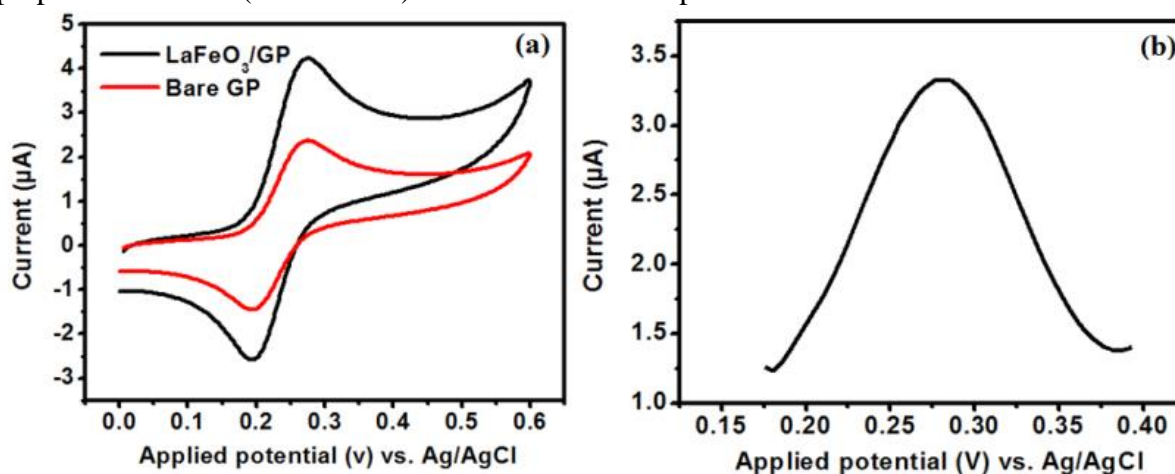 (a)
LaFeO3/GP
Bare GP
5
4
3
2
1
0
-1
-2
-3
Current (µA)
0.0 0.1 0.2 0.3 0.4 0.5 0.6
Applied potential (v) vs. Ag/AgCl
(b)
3.5
3.0
2.5
2.0
1.5
1.0
Current (µA)
0.15 0.20 0.25 0.30 0.35 0.40
Applied potential (V) vs. Ag/AgCl